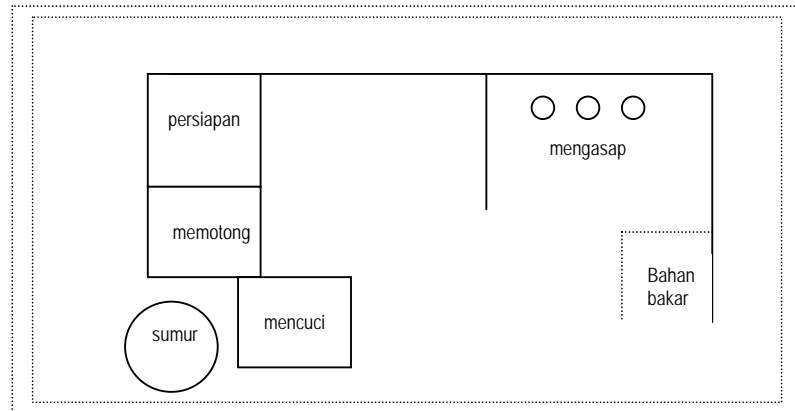 persiapan
mengasap
memotong
Bahan
bakar
mencuci
sumur